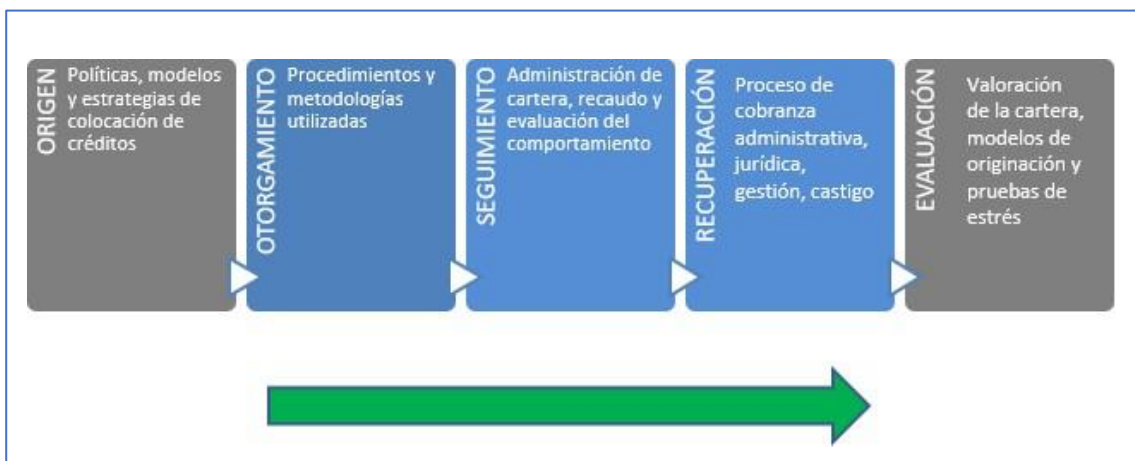 ORIGEN
Políticas, modelos
y estrategias de
colocación de
créditos
OTORGAMIENTO
Procedimientos y
metodologías
utilizadas
SEGUIMIENTO
Administración de
cartera, recaudo y
evaluación del
comportamiento
RECUPERACIÓN
Proceso de
cobranza
administrativa,
jurídica,
gestión, castigo
EVALUACIÓN
Valoración
de la cartera,
modelos de
originación y
pruebas de
estrés